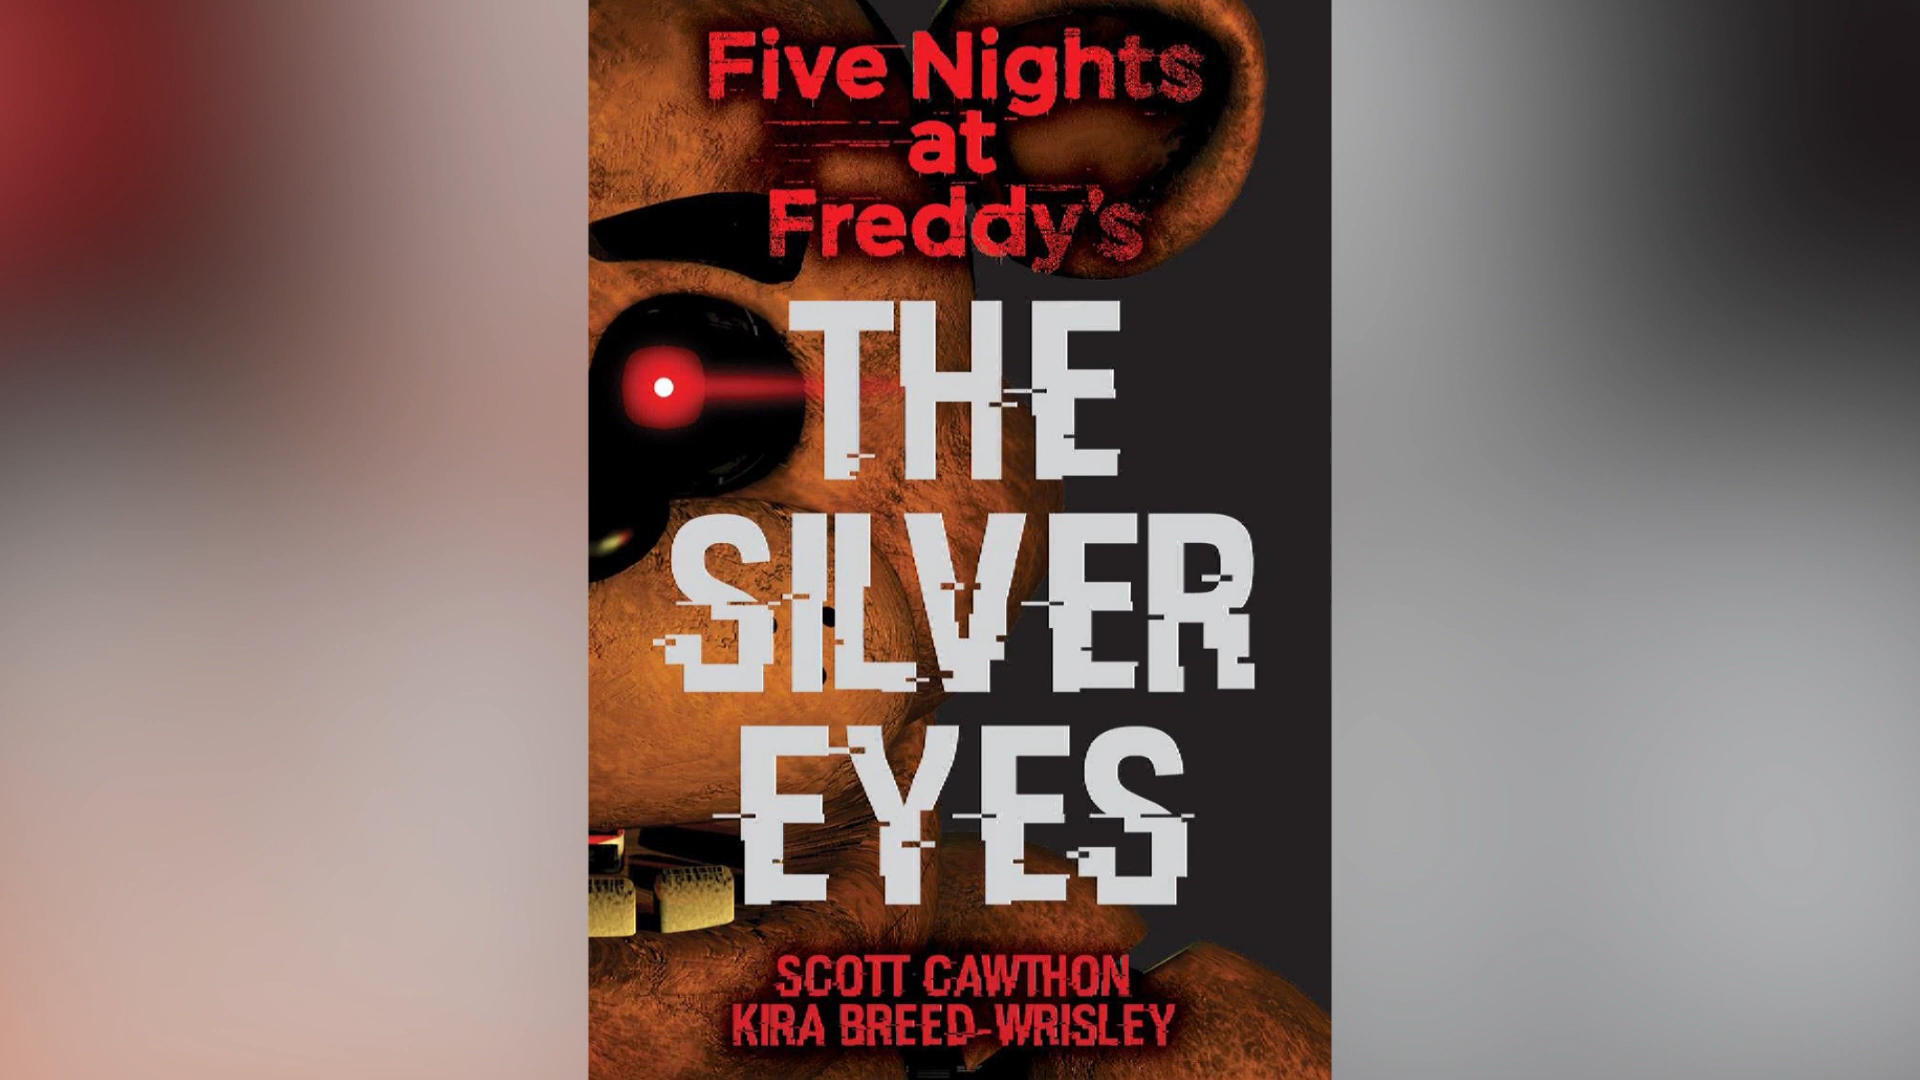 Five Nights
at
Freddy's
THE
SILVER
EYES
SCOTT CAWTHON
KIRA BREED-WRISLEY